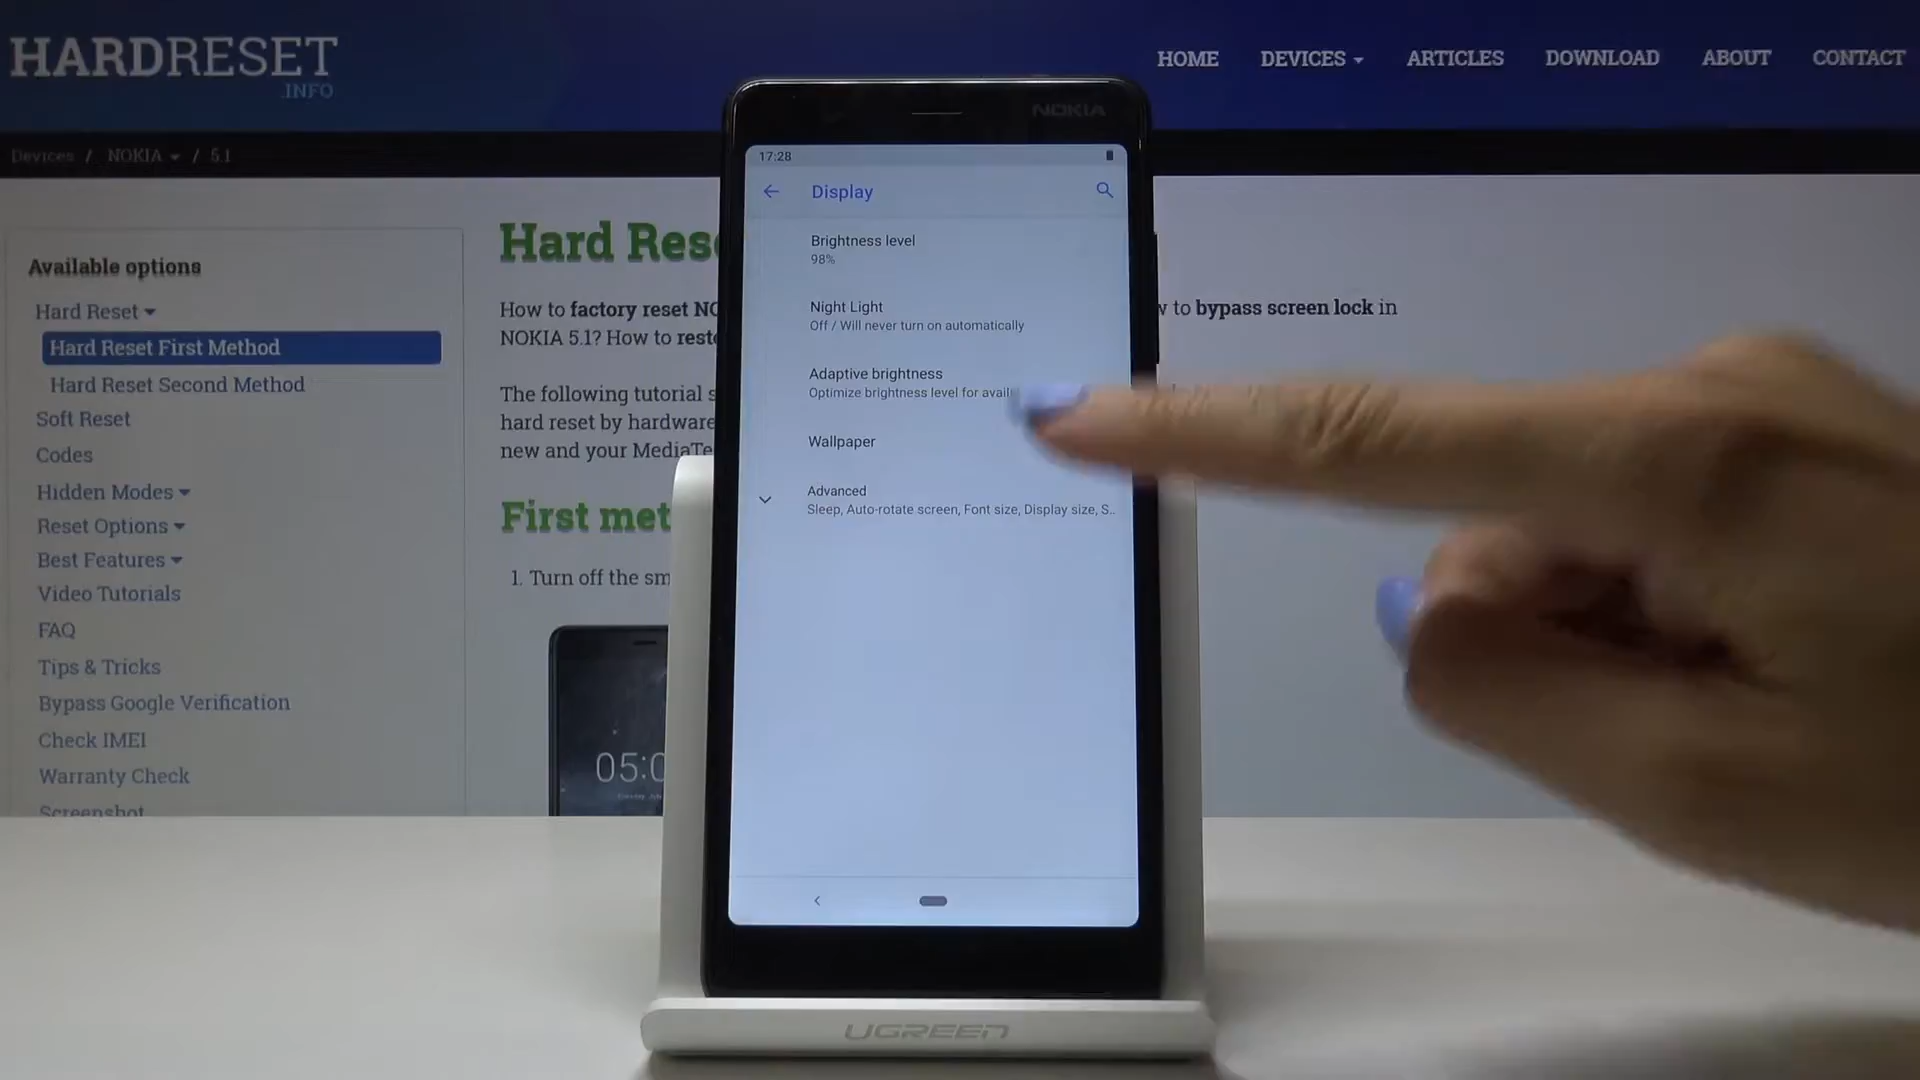 HARDRESET
.INFO
HOME
DEVICES
ARTICLES
DOWNLOAD
ABOUT
CONTACT
Devices / NOKIA / 5.1
Available options
Hard Reset
Hard Reset First Method
Hard Reset Second Method
Soft Reset
Codes
Hidden Modes
Reset Options
Best Features
Video Tutorials
FAQ
Tips & Tricks
Bypass Google Verification
Check IMEI
Warranty Check
Screenshot
Hard Res
How to factory reset NO
to bypass screen lock in
NOKIA 5.1? How to rest
The following tutorial s
hard reset by hardware
new and your MediaTe
First met
1. Turn off the sm
05:0
NOKIA
17:28
Display
Brightness level
98%
Night Light
Off / Will never turn on automatically
Adaptive brightness
Optimize brightness level for avail
Wallpaper
Advanced
Sleep, Auto-rotate screen, Font size, Display size, S..
UGREEN